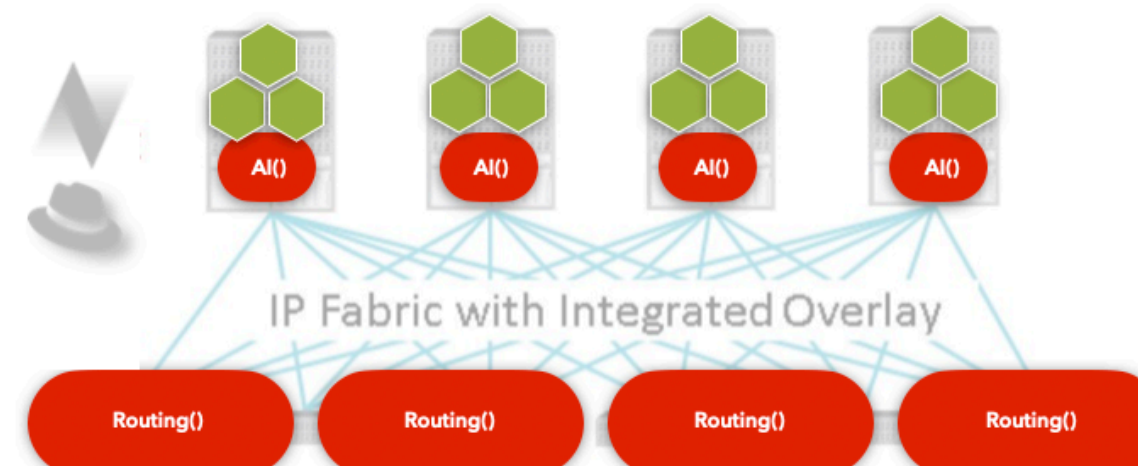 AI()
AI()
AI()
AI()
IP Fabric with Integrated Overlay
Routing()
Routing()
Routing()
Routing()